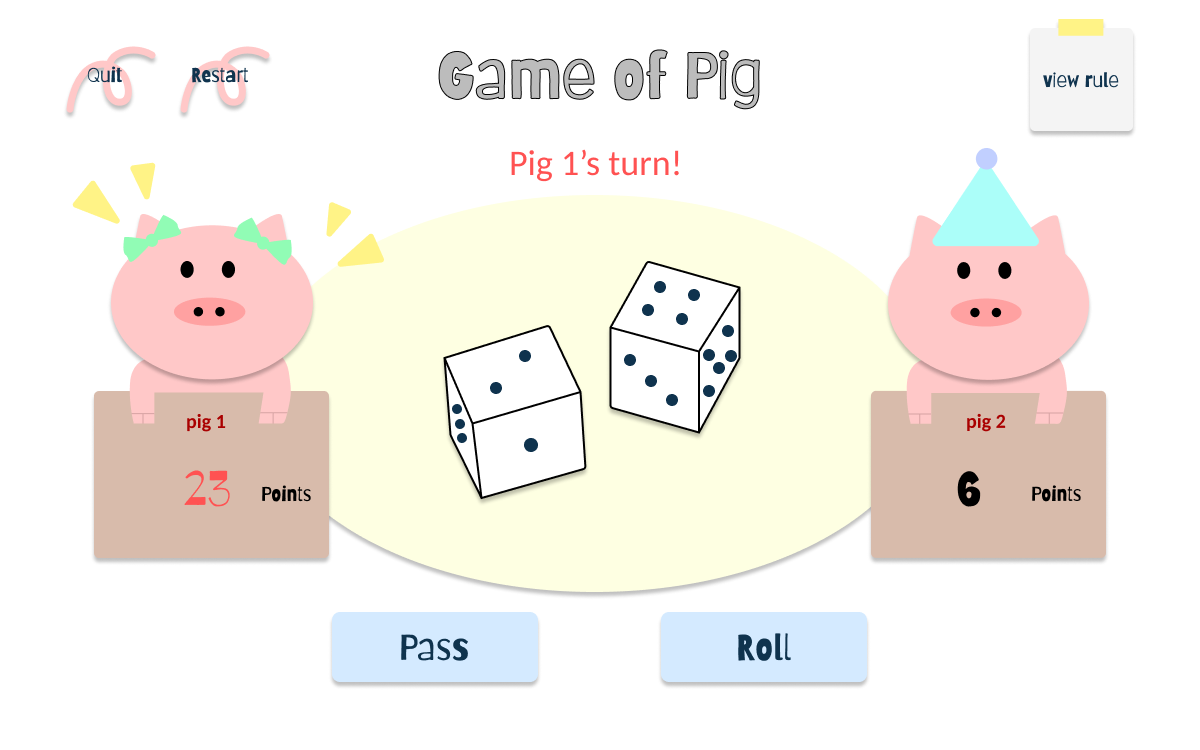 Quit
Restart
Game of Pig
view rule
Pig 1’s turn!
pig 1
23 Points
pig 2
6 Points
Pass
Roll